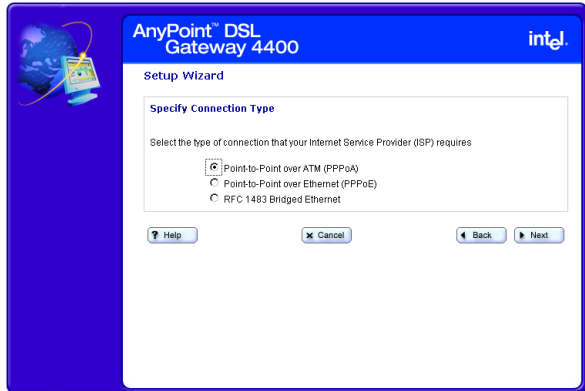 AnyPoint™ DSL
Gateway 4400
intel.
Setup Wizard
Specify Connection Type
Select the type of connection that your Internet Service Provider (ISP) requires
Point-to-Point over ATM (PPPoA)
Point-to-Point over Ethernet (PPPoE)
RFC 1483 Bridged Ethernet
? Help
Cancel
Back
Next